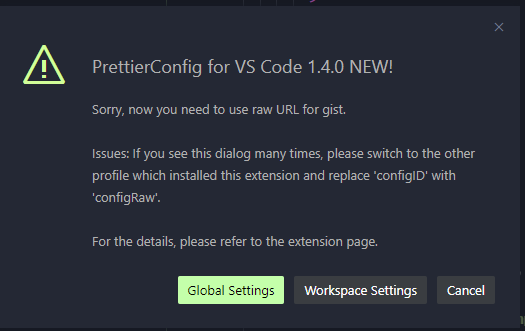 PrettierConfig for VS Code 1.4.0 NEW!
Sorry, now you need to use raw URL for gist.
Issues: If you see this dialog many times, please switch to the other
profile which installed this extension and replace 'configID' with
'configRaw'.
For the details, please refer to the extension page.
Global Settings Workspace Settings Cancel